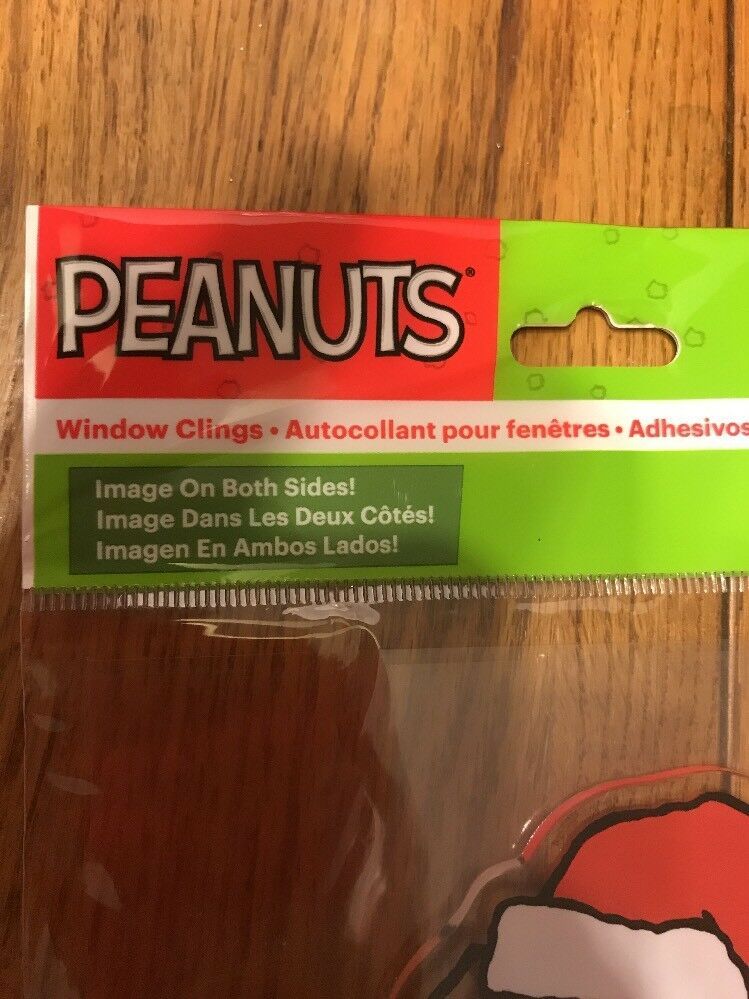 PEANUTS®
Window Clings • Autocollant pour fenêtres • Adhesivos
Image On Both Sides!
Image Dans Les Deux Côtés!
Imagen En Ambos Lados!